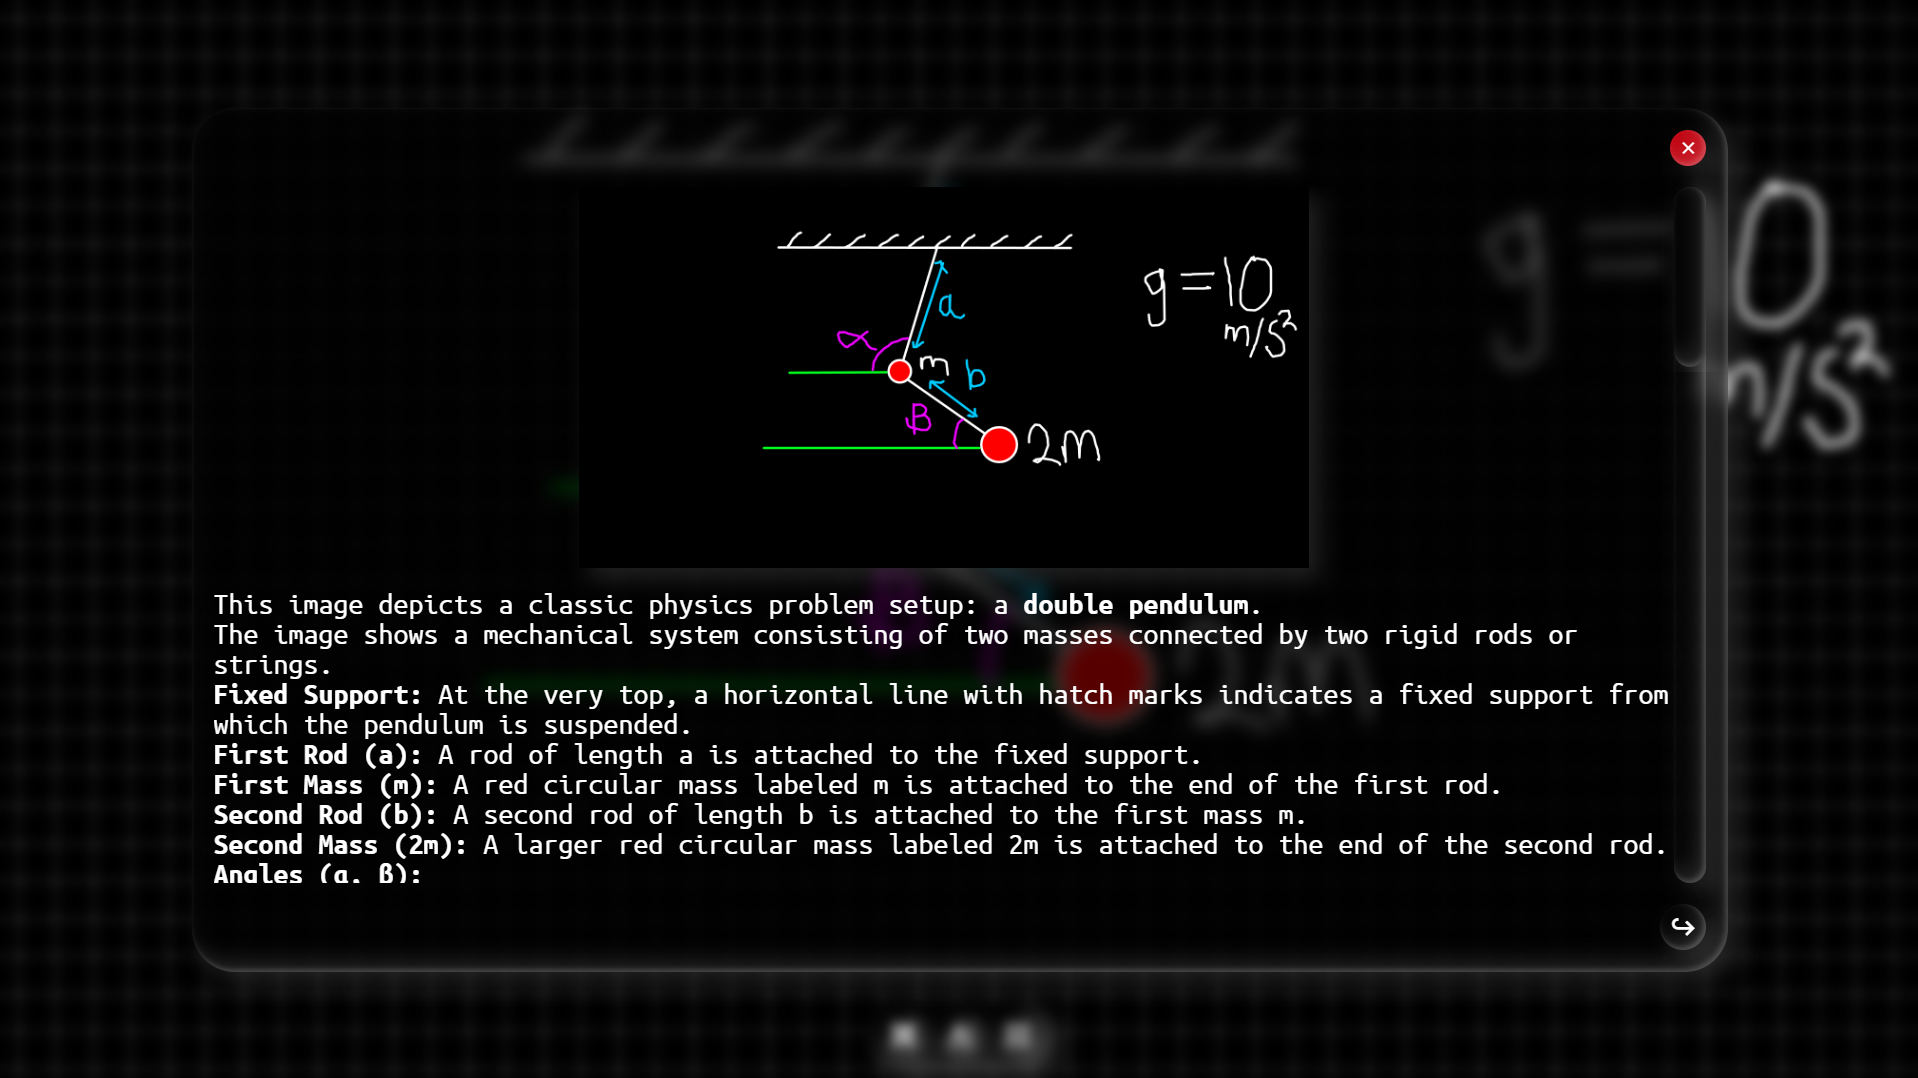 a
g=10
m/s²
α
m
b
β
2m
This image depicts a classic physics problem setup: a double pendulum.
The image shows a mechanical system consisting of two masses connected by two rigid rods or
strings.
Fixed Support: At the very top, a horizontal line with hatch marks indicates a fixed support from
which the pendulum is suspended.
First Rod (a): A rod of length a is attached to the fixed support.
First Mass (m): A red circular mass labeled m is attached to the end of the first rod.
Second Rod (b): A second rod of length b is attached to the first mass m.
Second Mass (2m): A larger red circular mass labeled 2m is attached to the end of the second rod.
Angles (α, β):
g=10
m/s²
2m